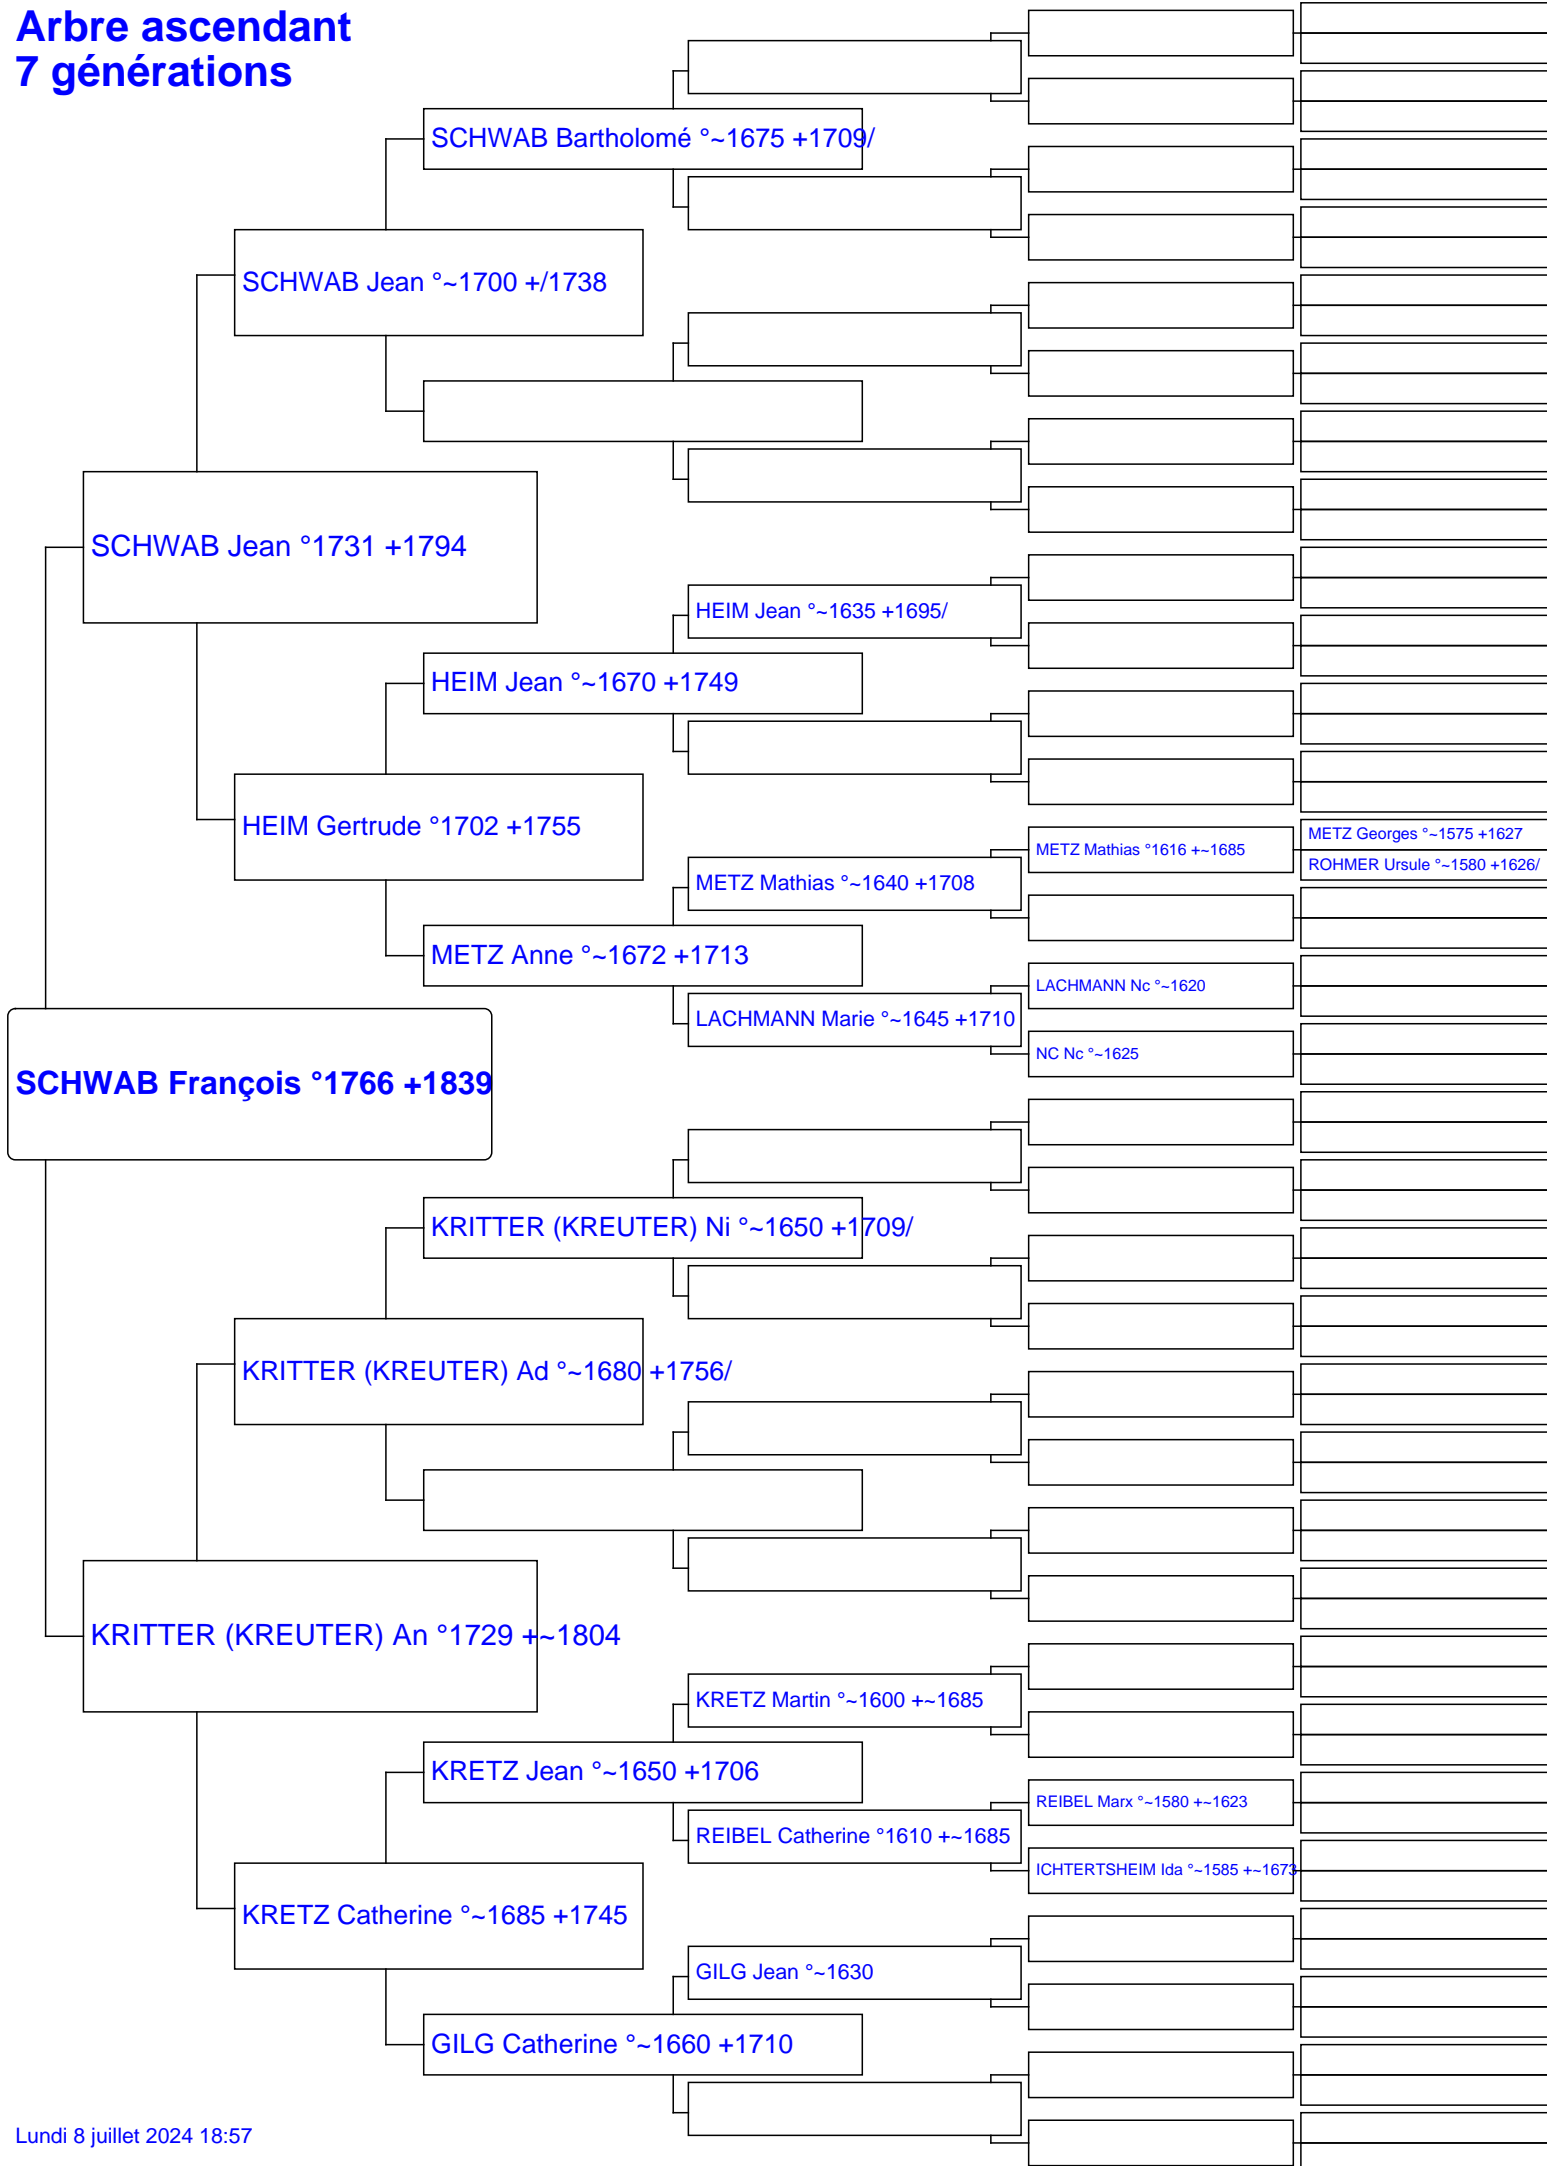 Arbre ascendant
7 générations
SCHWAB Bartholomé °~1675 +1709/
SCHWAB Jean °~1700 +/1738
SCHWAB Jean °1731 +1794
HEIM Jean °~1635 +1695/
HEIM Jean °~1670 +1749
HEIM Gertrude °1702 +1755
METZ Georges °~1575 +1627
METZ Mathias °1616 +~1685
ROHMER Ursule °~1580 +1626/
METZ Mathias °~1640 +1708
METZ Anne °~1672 +1713
LACHMANN Nc °~1620
LACHMANN Marie °~1645 +1710
NC Nc °~1625
SCHWAB François °1766 +1839
KRITTER (KREUTER) Ni °~1650 +1709/
KRITTER (KREUTER) Ad °~1680 +1756/
KRITTER (KREUTER) An °1729 +~1804
KRETZ Martin °~1600 +~1685
KRETZ Jean °~1650 +1706
REIBEL Marx °~1580 +~1623
REIBEL Catherine °1610 +~1685
ICHTERTSHEIM Ida °~1585 +~1673
KRETZ Catherine °~1685 +1745
GILG Jean °~1630
GILG Catherine °~1660 +1710
Lundi 8 juillet 2024 18:57